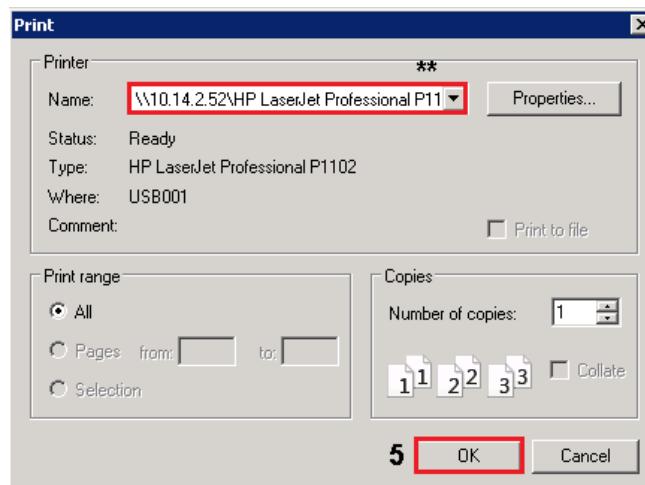 Print
Printer
**
Name: \\10.14.2.52\HP LaserJet Professional P11 Properties...
Status: Ready
Type: HP LaserJet Professional P1102
Where: USB001
Comment: Print to file
Print range
All
Pages from: to:
Selection
Copies
Number of copies: 1
1 1 2 2 3 3 Collate
5 OK Cancel